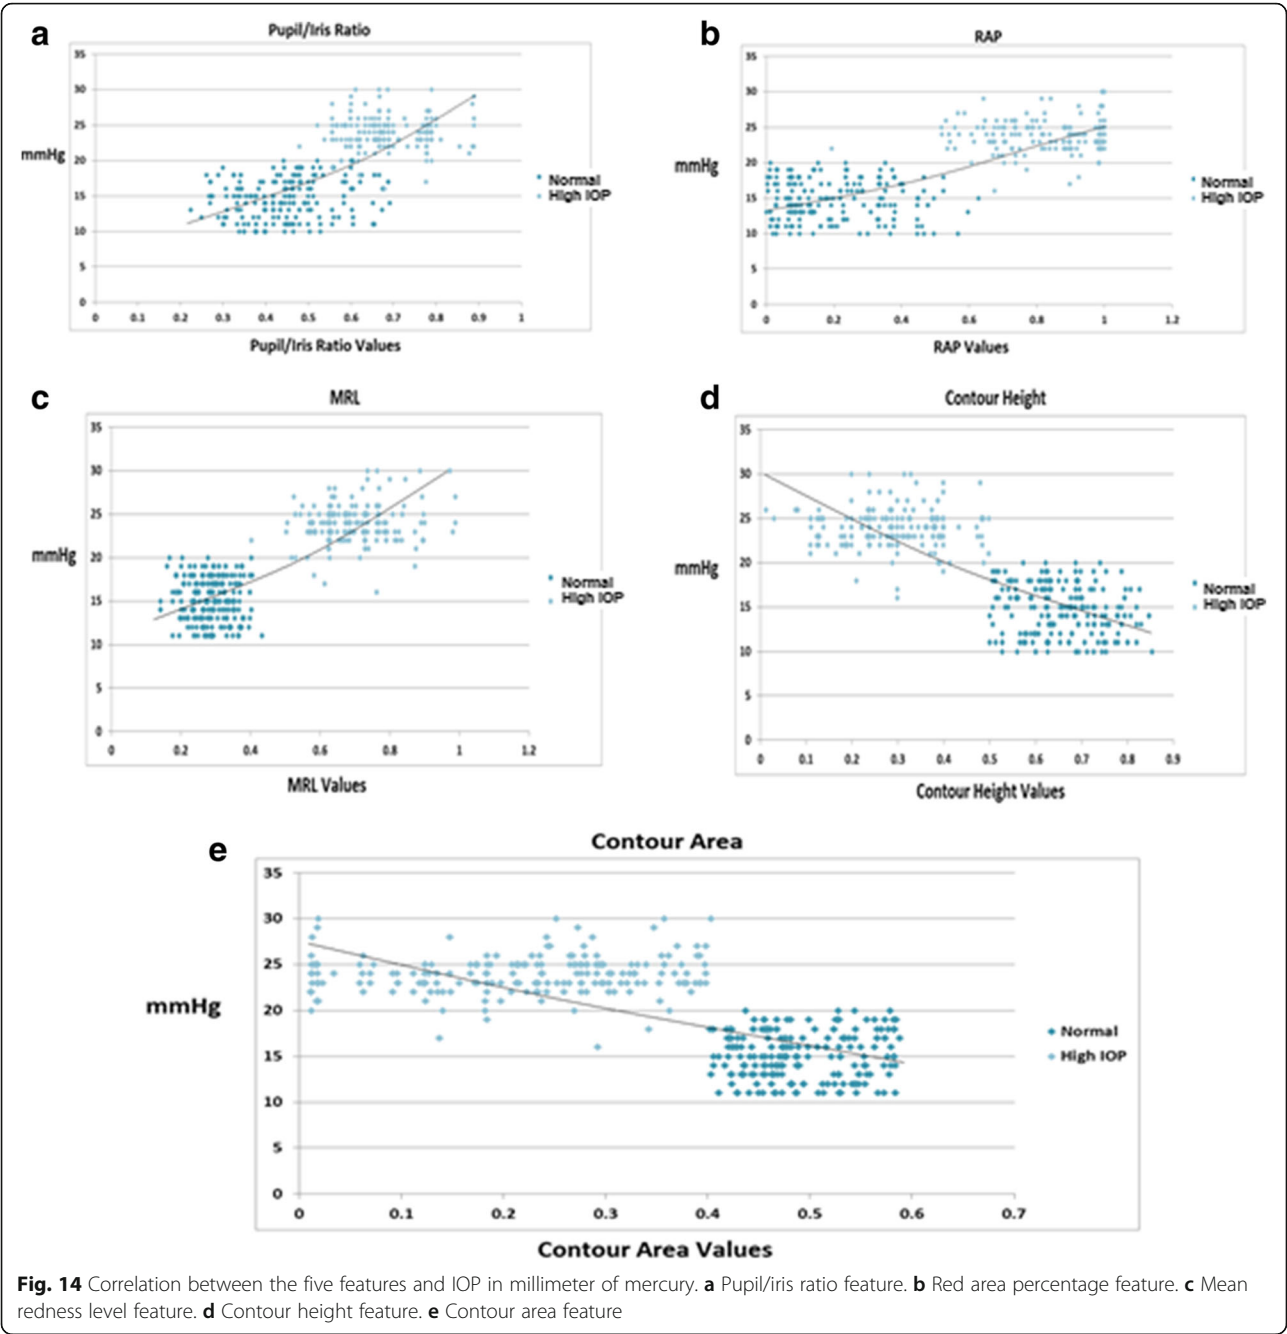 a
Pupil/Iris Ratio
35
30
25
20
15
10
5
0
mmHg
0 0.1 0.2 0.3 0.4 0.5 0.6 0.7 0.8 0.9 1
Pupil/Iris Ratio Values
Normal
High IOP
b
RAP
35
30
25
20
15
10
5
0
mmHg
0 0.2 0.4 0.6 0.8 1 1.2
RAP Values
Normal
High IOP
c
MRL
35
30
25
20
15
10
5
0
mmHg
0 0.2 0.4 0.6 0.8 1 1.2
MRL Values
Normal
High IOP
d
Contour Height
35
30
25
20
15
10
5
0
mmHg
0 0.1 0.2 0.3 0.4 0.5 0.6 0.7 0.8 0.9
Contour Height Values
Normal
High IOP
e
Contour Area
35
30
25
20
15
10
5
0
mmHg
0 0.1 0.2 0.3 0.4 0.5 0.6 0.7
Contour Area Values
Normal
High IOP
Fig. 14 Correlation between the five features and IOP in millimeter of mercury. a Pupil/iris ratio feature. b Red area percentage feature. c Mean
redness level feature. d Contour height feature. e Contour area feature